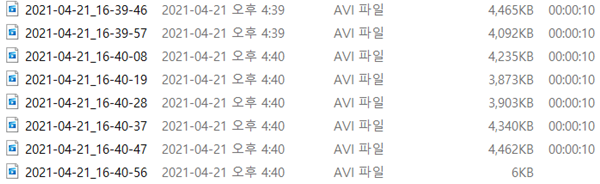 2021-04-21_16-39-46 2021-04-21 오후 4:39 AVI 파일 4,465KB 00:00:10
2021-04-21_16-39-57 2021-04-21 오후 4:39 AVI 파일 4,092KB 00:00:10
2021-04-21_16-40-08 2021-04-21 오후 4:40 AVI 파일 4,235KB 00:00:10
2021-04-21_16-40-19 2021-04-21 오후 4:40 AVI 파일 3,873KB 00:00:10
2021-04-21_16-40-28 2021-04-21 오후 4:40 AVI 파일 3,903KB 00:00:10
2021-04-21_16-40-37 2021-04-21 오후 4:40 AVI 파일 4,340KB 00:00:10
2021-04-21_16-40-47 2021-04-21 오후 4:40 AVI 파일 4,462KB 00:00:10
2021-04-21_16-40-56 2021-04-21 오후 4:40 AVI 파일 6KB